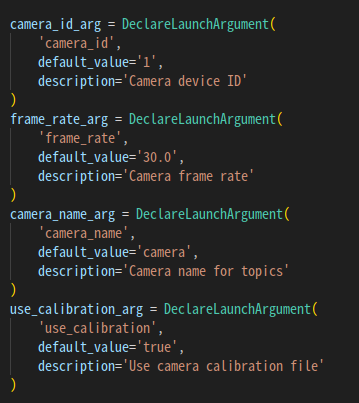 camera_id_arg = DeclareLaunchArgument(
    'camera_id',
    default_value='1',
    description='Camera device ID'
)
frame_rate_arg = DeclareLaunchArgument(
    'frame_rate',
    default_value='30.0',
    description='Camera frame rate'
)
camera_name_arg = DeclareLaunchArgument(
    'camera_name',
    default_value='camera',
    description='Camera name for topics'
)
use_calibration_arg = DeclareLaunchArgument(
    'use_calibration',
    default_value='true',
    description='Use camera calibration file'
)